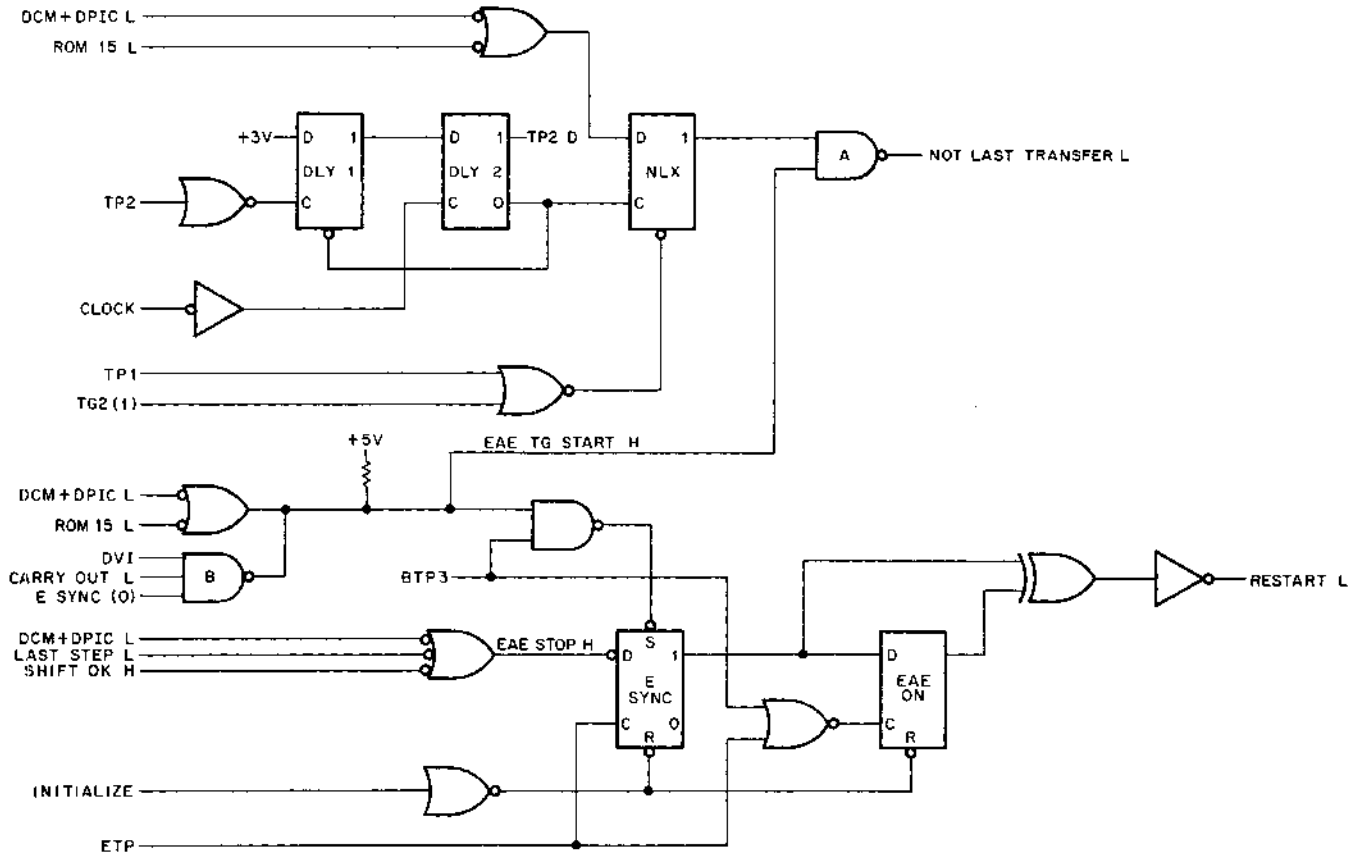 DCM+DPIC L
ROM 15 L
+3V
D 1
DLY 1
C
D 1
DLY 2
C 0
TP2 D
D 1
NLX
C
A
NOT LAST TRANSFER L
TP2
CLOCK
TP1
TG2(1)
+5V
EAE TG START H
DCM+DPIC L
ROM 15 L
DVI
CARRY OUT L
E SYNC (0)
B
BTP3
RESTART L
DCM+DPIC L
LAST STEP L
SHIFT OK H
EAE STOP H
S
D 1
E
SYNC
C 0
R
D
EAE
ON
C
R
INITIALIZE
ETP